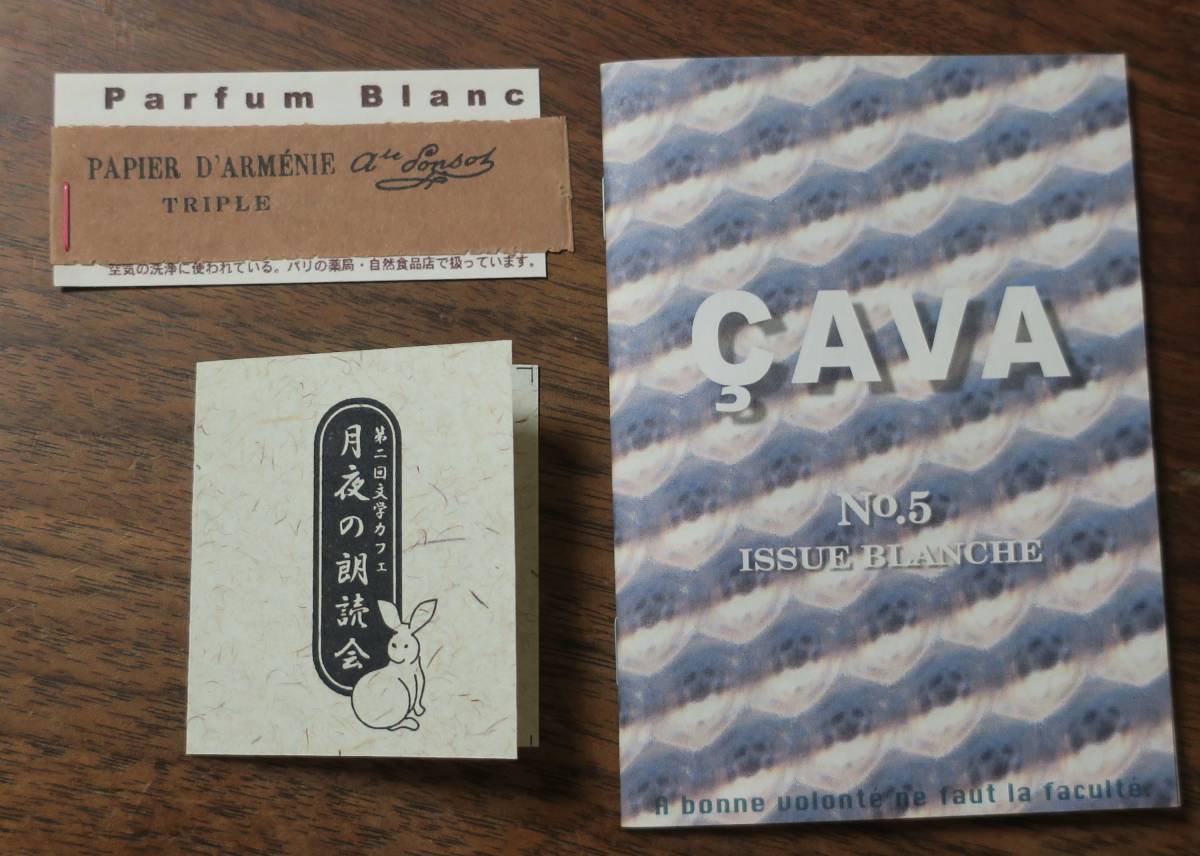 Parfum Blanc
PAPIER D'ARMÉNIE
TRIPLE
空気の洗浄に使われている。パリの薬局・自然食品店で扱っています。
第二回文学カフェ
月夜の朗読会
ÇAVA
No.5
ISSUE BLANCHE
A bonne volonté ne faut la faculté.